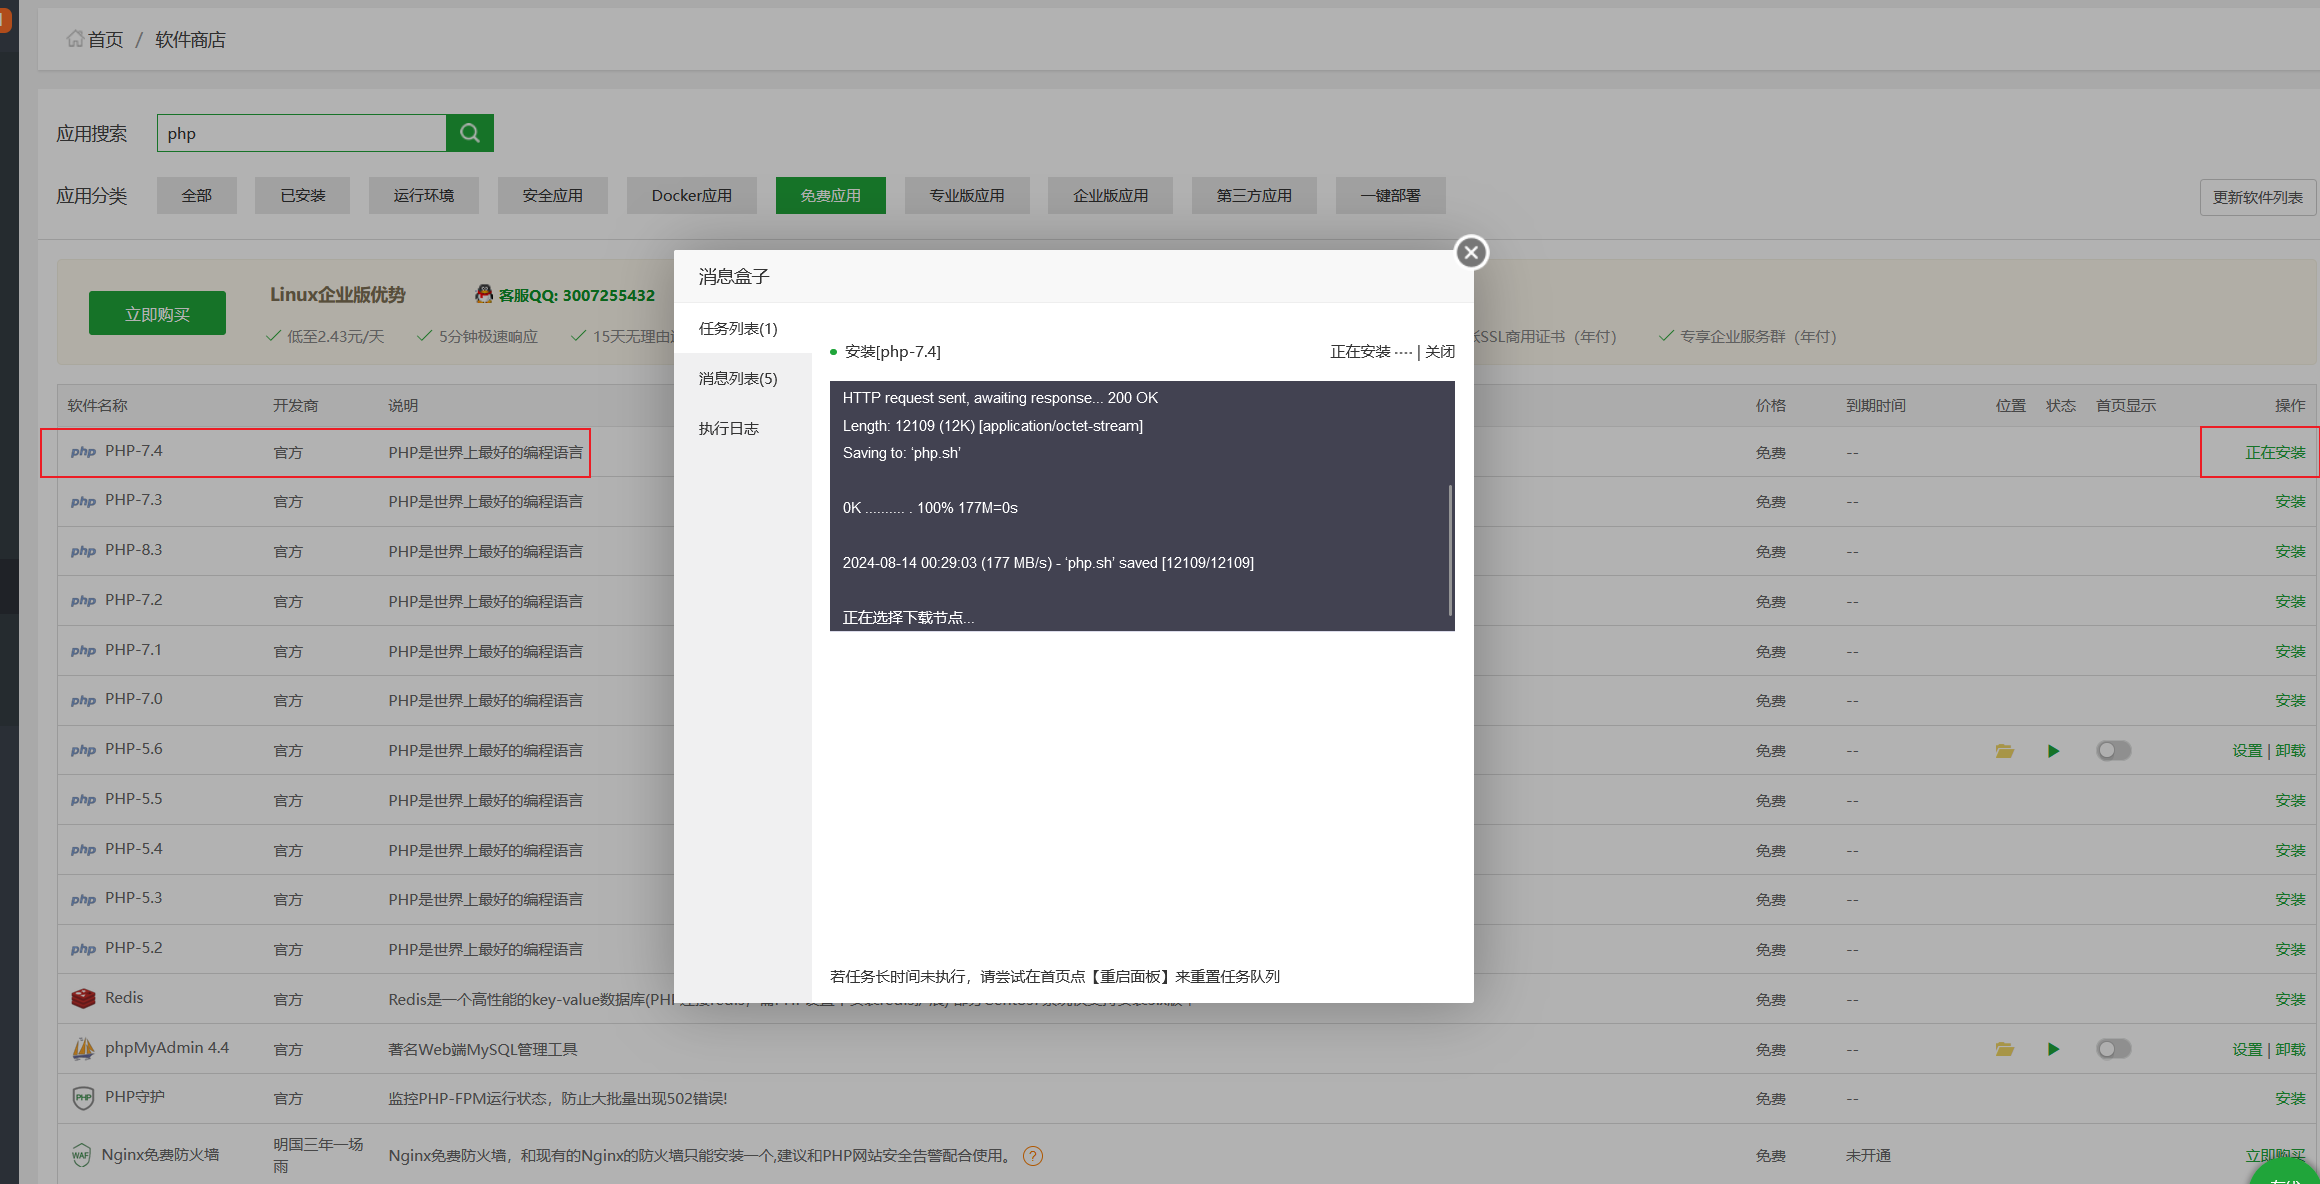 首页 / 软件商店
应用搜索
php
应用分类
全部
已安装
运行环境
安全应用
Docker应用
免费应用
专业版应用
企业版应用
第三方应用
一键部署
更新软件列表
立即购买
Linux企业版优势
客服QQ: 3007255432
低至2.43元/天
5分钟极速响应
15天无理由
SSL商用证书（年付）
专享企业服务群（年付）
软件名称 开发商 说明 价格 到期时间 位置 状态 首页显示 操作
php PHP-7.4 官方 PHP是世界上最好的编程语言 免费 -- 正在安装
php PHP-7.3 官方 PHP是世界上最好的编程语言 免费 -- 安装
php PHP-8.3 官方 PHP是世界上最好的编程语言 免费 -- 安装
php PHP-7.2 官方 PHP是世界上最好的编程语言 免费 -- 安装
php PHP-7.1 官方 PHP是世界上最好的编程语言 免费 -- 安装
php PHP-7.0 官方 PHP是世界上最好的编程语言 免费 -- 安装
php PHP-5.6 官方 PHP是世界上最好的编程语言 免费 -- 设置 | 卸载
php PHP-5.5 官方 PHP是世界上最好的编程语言 免费 -- 安装
php PHP-5.4 官方 PHP是世界上最好的编程语言 免费 -- 安装
php PHP-5.3 官方 PHP是世界上最好的编程语言 免费 -- 安装
php PHP-5.2 官方 PHP是世界上最好的编程语言 免费 -- 安装
Redis 官方 Redis是一个高性能的key-value数据库(PH 免费 -- 安装
phpMyAdmin 4.4 官方 著名Web端MySQL管理工具 免费 -- 设置 | 卸载
PHP PHP守护 官方 监控PHP-FPM运行状态，防止大批量出现502错误! 免费 -- 安装
WAF Nginx免费防火墙 明国三年一场雨 Nginx免费防火墙，和现有的Nginx的防火墙只能安装一个,建议和PHP网站安全告警配合使用。 ? 免费 未开通 立即购买
消息盒子
任务列表(1)
消息列表(5)
执行日志
安装[php-7.4]
正在安装 ···· | 关闭
HTTP request sent, awaiting response... 200 OK
Length: 12109 (12K) [application/octet-stream]
Saving to: ‘php.sh’
0K .......... . 100% 177M=0s
2024-08-14 00:29:03 (177 MB/s) - ‘php.sh’ saved [12109/12109]
正在选择下载节点...
若任务长时间未执行，请尝试在首页点【重启面板】来重置任务队列